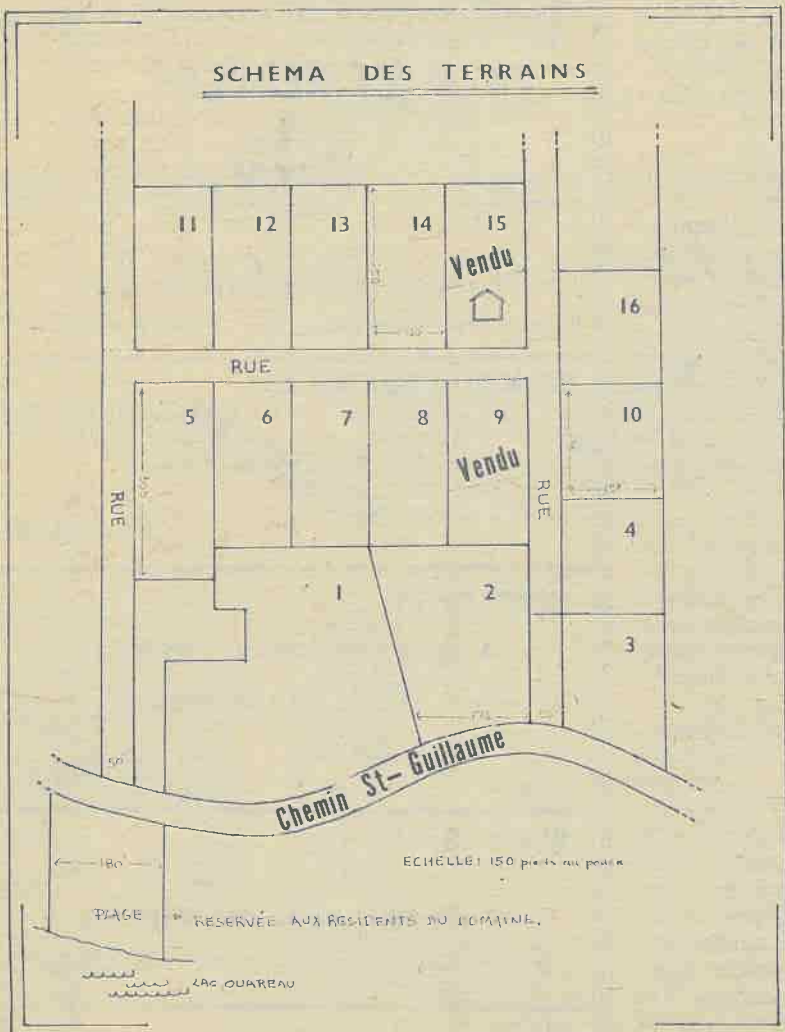 SCHEMA DES TERRAINS
11 12 13 14 15
Vendu
16
RUE
5 6 7 8 9 10
Vendu
RUE
RUE
4
1 2
3
50'
Chemin St-Guillaume
180'
ECHELLE: 150 pieds au pouce
PLAGE RESERVÉE AUX RESIDENTS DU DOMAINE.
LAC OUAREAU